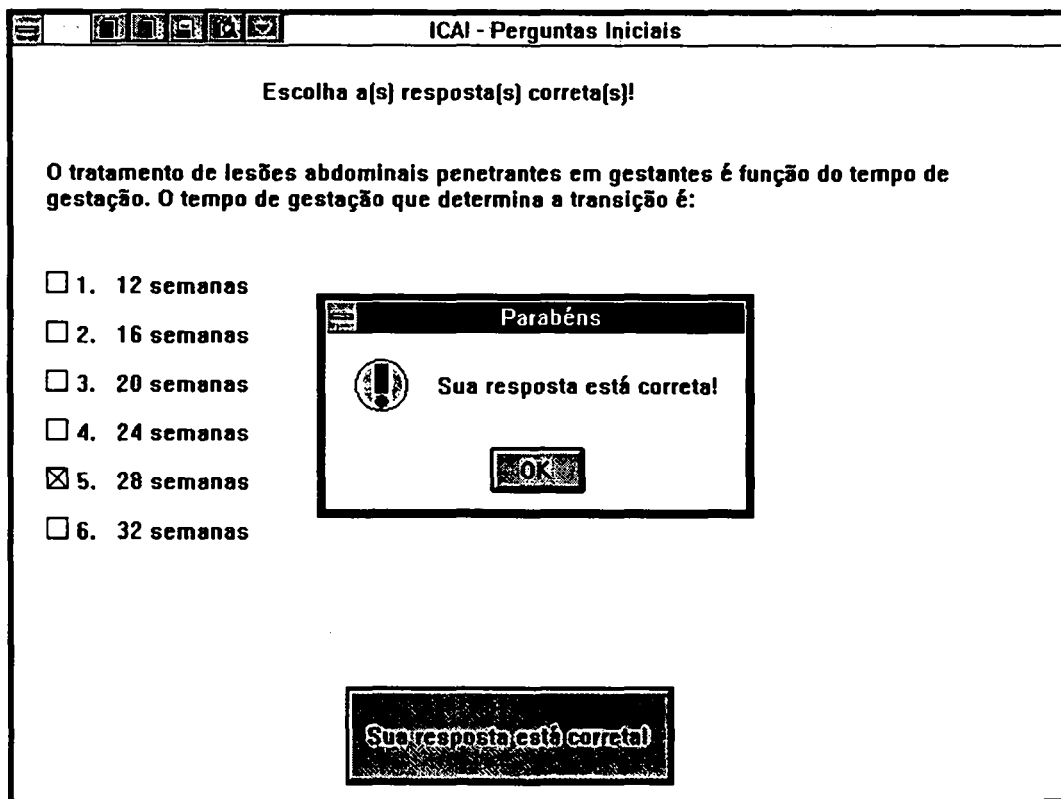 ICAI - Perguntas Iniciais
Escolha a(s) resposta(s) correta(s)!
O tratamento de lesões abdominais penetrantes em gestantes é função do tempo de
gestação. O tempo de gestação que determina a transição é:
1. 12 semanas
2. 16 semanas
3. 20 semanas
4. 24 semanas
5. 28 semanas
6. 32 semanas
Parabéns
Sua resposta está correta!
OK
Sua resposta está correta!